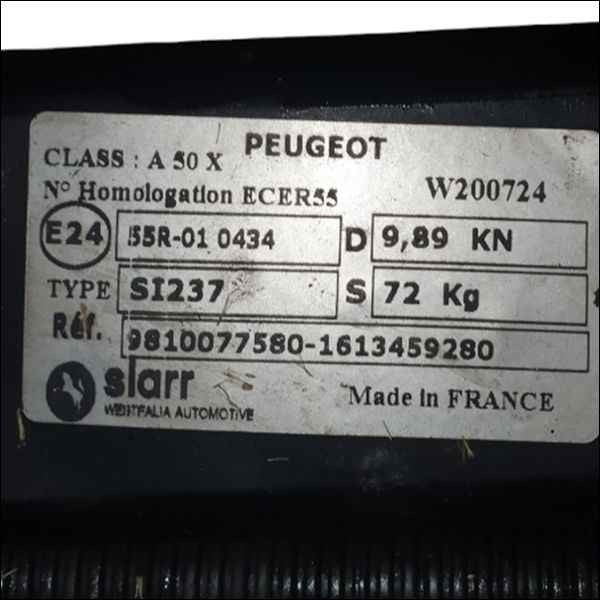 PEUGEOT
CLASS : A 50 X
N° Homologation ECER55 W200724
E24 55R-01 0434 D 9,89 KN
TYPE SI237 S 72 Kg
Réf. 9810077580-1613459280
siarr
WESTFALIA AUTOMOTIVE
Made in FRANCE